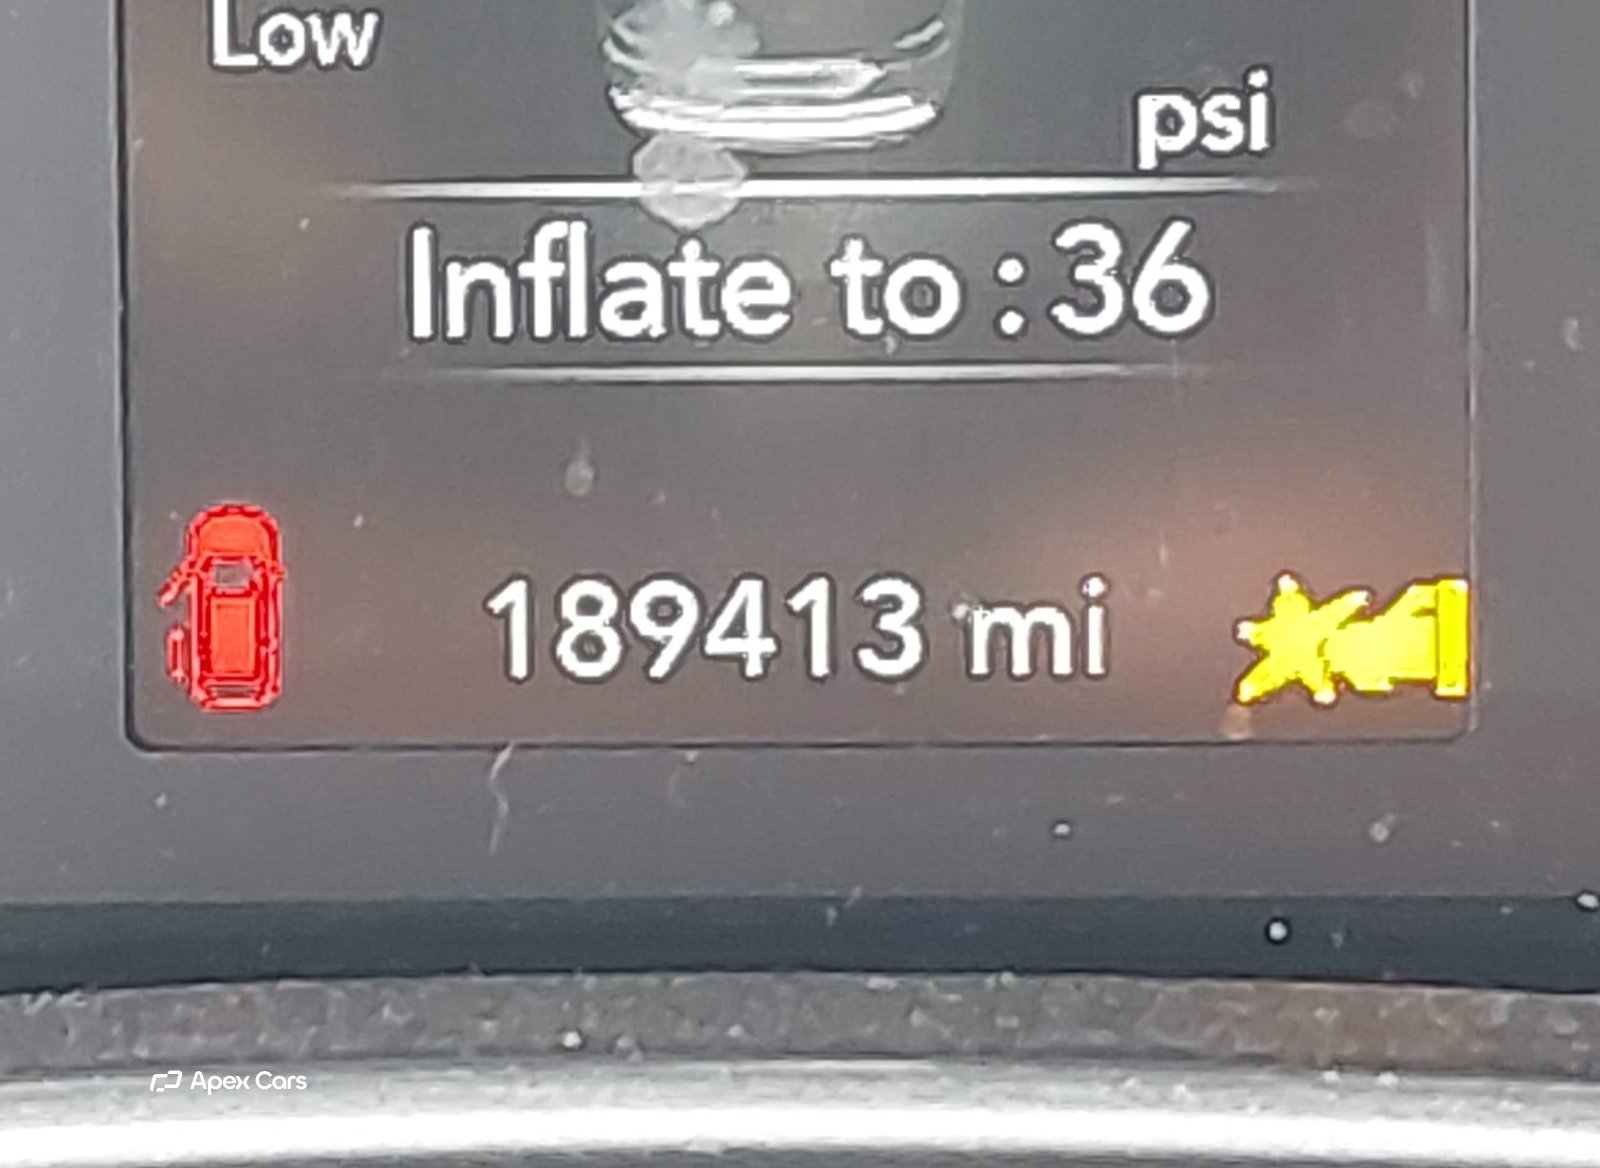 Low
psi
Inflate to : 36
189413 mi
Apex Cars